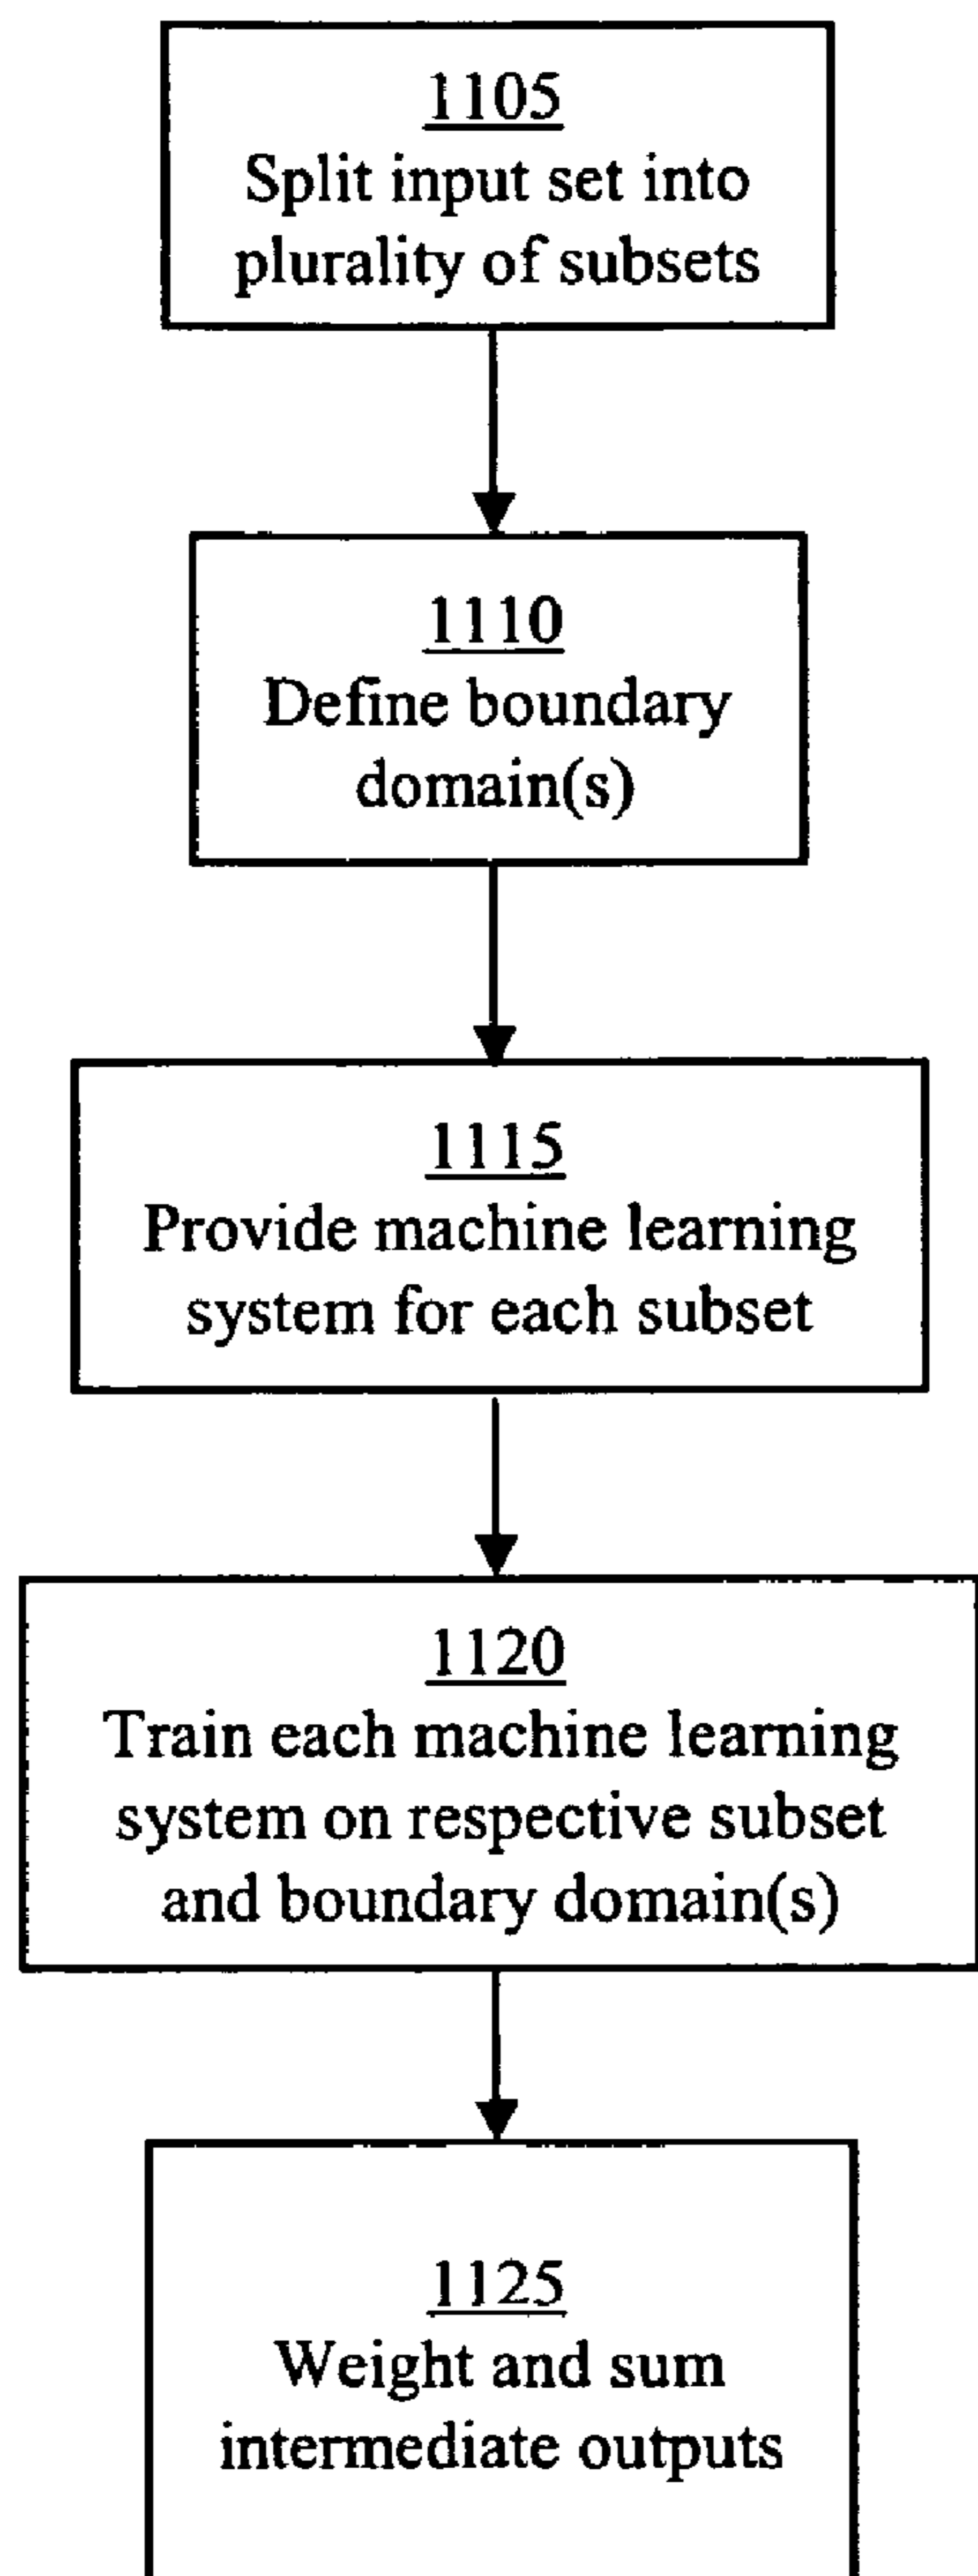 1105
Split input set into
plurality of subsets
1110
Define boundary
domain(s)
1115
Provide machine learning
system for each subset
1120
Train each machine learning
system on respective subset
and boundary domain(s)
1125
Weight and sum
intermediate outputs